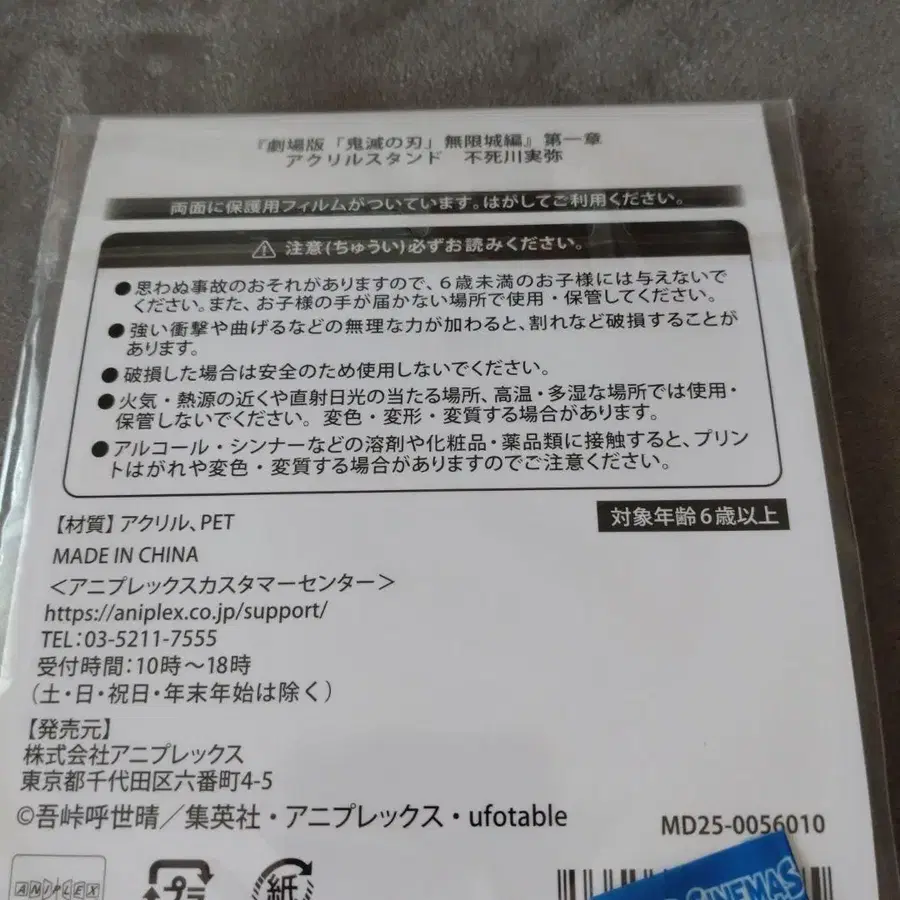 『劇場版「鬼滅の刃」無限城編』第一章
アクリルスタンド 不死川実弥
両面に保護用フィルムがついています。はがしてご利用ください。
⚠ 注意(ちゅうい)必ずお読みください。
●思わぬ事故のおそれがありますので、6歳未満のお子様には与えないで
ください。また、お子様の手が届かない場所で使用・保管してください。
●強い衝撃や曲げるなどの無理な力が加わると、割れなど破損することが
あります。
●破損した場合は安全のため使用しないでください。
●火気・熱源の近くや直射日光の当たる場所、高温・多湿な場所では使用・
保管しないでください。変色・変形・変質する場合があります。
●アルコール・シンナーなどの溶剤や化粧品・薬品類に接触すると、プリン
トはがれや変色・変質する場合がありますのでご注意ください。
【材質】アクリル、PET
対象年齢6歳以上
MADE IN CHINA
＜アニプレックスカスタマーセンター＞
https://aniplex.co.jp/support/
TEL：03-5211-7555
受付時間：10時～18時
（土・日・祝日・年末年始は除く）
【発売元】
株式会社アニプレックス
東京都千代田区六番町4-5
©吾峠呼世晴／集英社・アニプレックス・ufotable
MD25-0056010
ANIPLEX
プラ
紙
CINEMAS